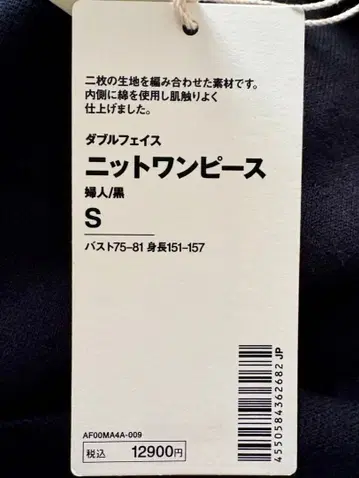 二枚の生地を編み合わせた素材です。
内側に綿を使用し肌触りよく
仕上げました。
ダブルフェイス
ニットワンピース
婦人/黒
S
バスト75-81 身長151-157
4550584362682 JP
AF00MA4A-009
税込 12900円